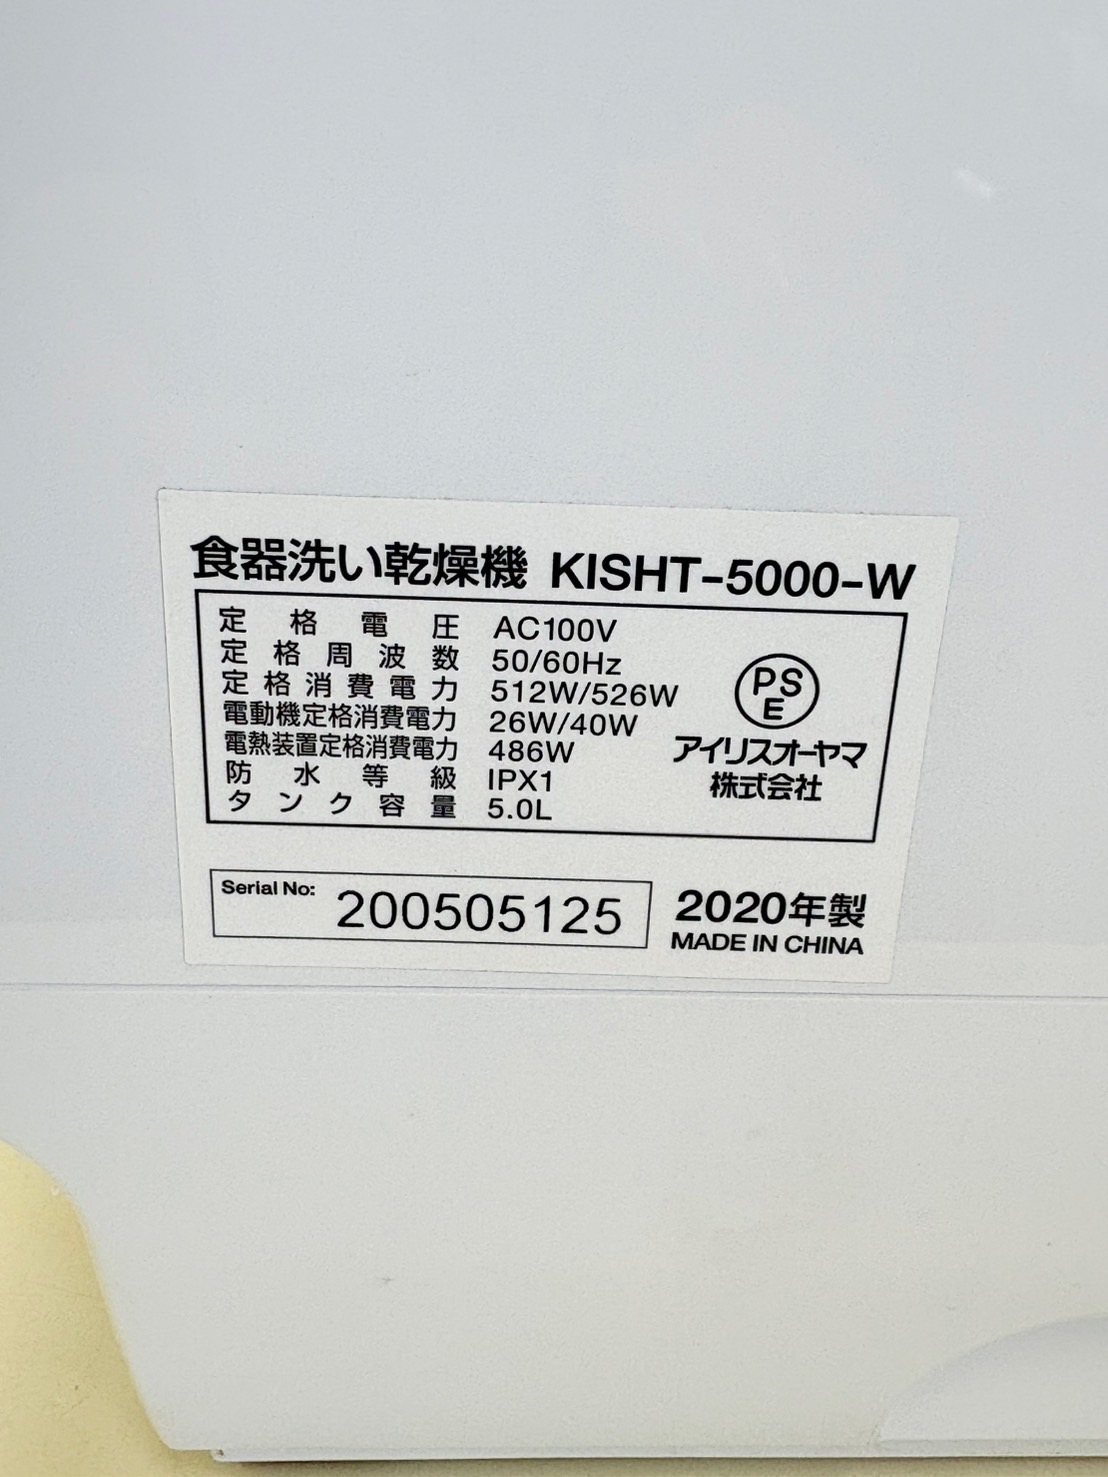 食器洗い乾燥機 KISHT-5000-W
定格電圧 AC100V
定格周波数 50/60Hz
定格消費電力 512W/526W
電動機定格消費電力 26W/40W
電熱装置定格消費電力 486W
防水等級 IPX1
タンク容量 5.0L
PS
E
アイリスオーヤマ
株式会社
Serial No: 200505125
2020年製
MADE IN CHINA